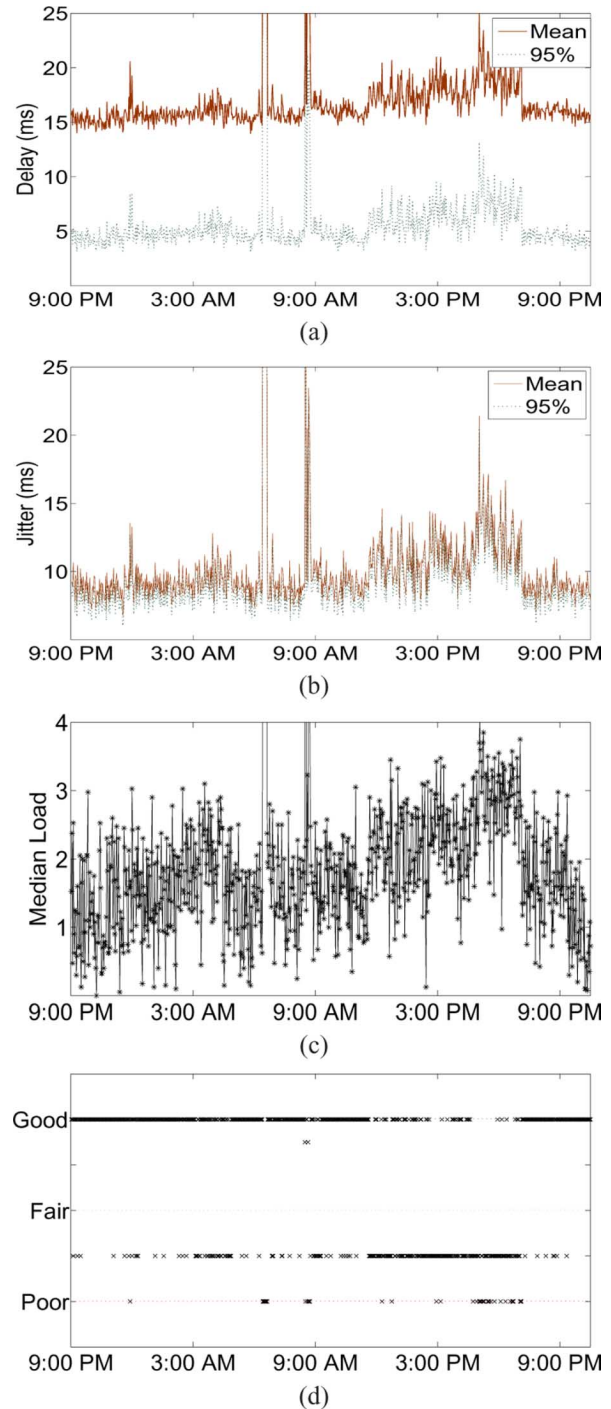 25
20
15
10
5
Delay (ms)
Mean
95%
9:00 PM 3:00 AM 9:00 AM 3:00 PM 9:00 PM
(a)
25
20
15
10
Jitter (ms)
Mean
95%
9:00 PM 3:00 AM 9:00 AM 3:00 PM 9:00 PM
(b)
4
3
2
1
Median Load
9:00 PM 3:00 AM 9:00 AM 3:00 PM 9:00 PM
(c)
Good
Fair
Poor
9:00 PM 3:00 AM 9:00 AM 3:00 PM 9:00 PM
(d)